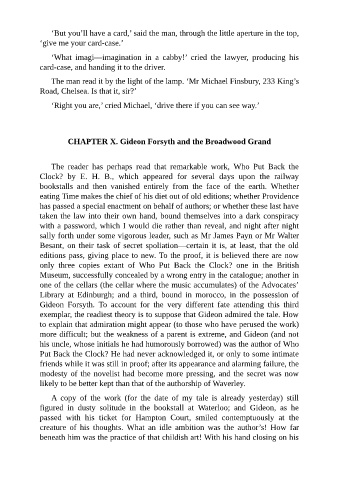 ‘But you’ll have a card,’ said the man, through the little aperture in the top,
‘give me your card-case.’
‘What imagi—imagination in a cabby!’ cried the lawyer, producing his
card-case, and handing it to the driver.
The man read it by the light of the lamp. ‘Mr Michael Finsbury, 233 King’s
Road, Chelsea. Is that it, sir?’
‘Right you are,’ cried Michael, ‘drive there if you can see way.’
CHAPTER X. Gideon Forsyth and the Broadwood Grand
The reader has perhaps read that remarkable work, Who Put Back the
Clock? by E. H. B., which appeared for several days upon the railway
bookstalls and then vanished entirely from the face of the earth. Whether
eating Time makes the chief of his diet out of old editions; whether Providence
has passed a special enactment on behalf of authors; or whether these last have
taken the law into their own hand, bound themselves into a dark conspiracy
with a password, which I would die rather than reveal, and night after night
sally forth under some vigorous leader, such as Mr James Payn or Mr Walter
Besant, on their task of secret spoliation—certain it is, at least, that the old
editions pass, giving place to new. To the proof, it is believed there are now
only three copies extant of Who Put Back the Clock? one in the British
Museum, successfully concealed by a wrong entry in the catalogue; another in
one of the cellars (the cellar where the music accumulates) of the Advocates’
Library at Edinburgh; and a third, bound in morocco, in the possession of
Gideon Forsyth. To account for the very different fate attending this third
exemplar, the readiest theory is to suppose that Gideon admired the tale. How
to explain that admiration might appear (to those who have perused the work)
more difficult; but the weakness of a parent is extreme, and Gideon (and not
his uncle, whose initials he had humorously borrowed) was the author of Who
Put Back the Clock? He had never acknowledged it, or only to some intimate
friends while it was still in proof; after its appearance and alarming failure, the
modesty of the novelist had become more pressing, and the secret was now
likely to be better kept than that of the authorship of Waverley.
A copy of the work (for the date of my tale is already yesterday) still
figured in dusty solitude in the bookstall at Waterloo; and Gideon, as he
passed with his ticket for Hampton Court, smiled contemptuously at the
creature of his thoughts. What an idle ambition was the author’s! How far
beneath him was the practice of that childish art! With his hand closing on his